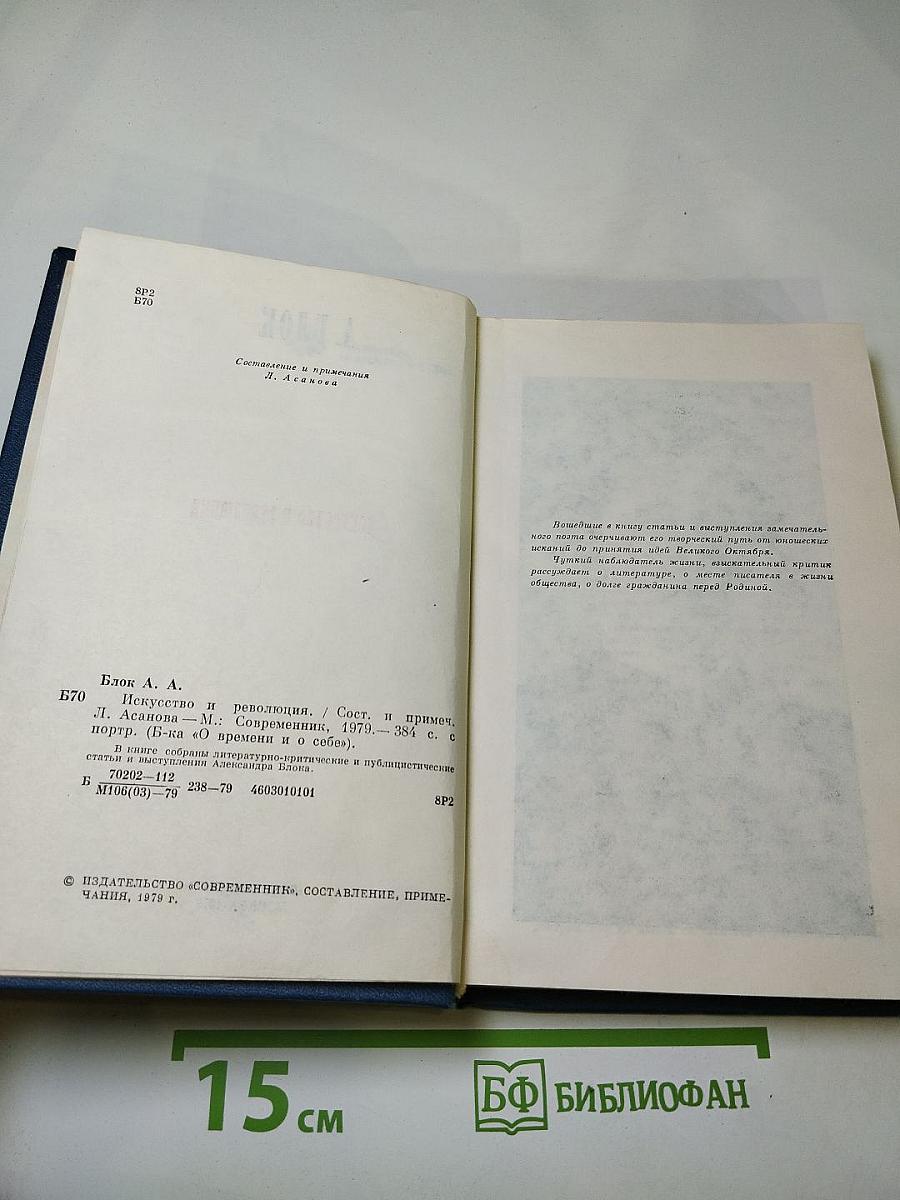 8Р2
Б70
Составление и примечания
Л. Асанова
Блок А. А.
Б70 Искусство и революция. / Сост. и примеч.
Л. Асанова — М.: Современник, 1979. — 384 с. с
портр. (Б-ка «О времени и о себе»).
В книге собраны литературно-критические и публицистические
статьи и выступления Александра Блока.
Б 70202—112
М106(03)—79 238—79 4603010101
8Р2
© ИЗДАТЕЛЬСТВО «СОВРЕМЕННИК», СОСТАВЛЕНИЕ, ПРИМЕ-
ЧАНИЯ, 1979 г.
Вошедшие в книгу статьи и выступления замечатель-
ного поэта очерчивают его творческий путь от юношеских
исканий до принятия идей Великого Октября.
Чуткий наблюдатель жизни, взыскательный критик
рассуждает о литературе, о месте писателя в жизни
общества, о долге гражданина перед Родиной.
15 см
БФ БИБЛИОФАН